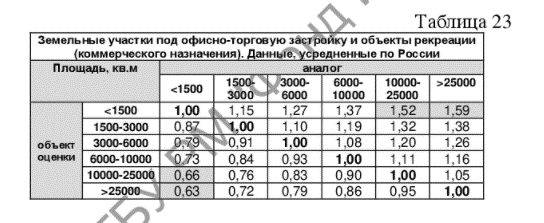 Таблица 23
Земельные участки под офисно-торговую застройку и объекты рекреации
(коммерческого назначения). Данные, усредненные по России
Площадь, кв.м аналог
<1500 1500-3000 3000-6000 6000-10000 10000-25000 >25000
объект оценки
<1500 1,00 1,15 1,27 1,37 1,52 1,59
1500-3000 0,87 1,00 1,10 1,19 1,32 1,38
3000-6000 0,79 0,91 1,00 1,08 1,20 1,26
6000-10000 0,73 0,84 0,93 1,00 1,11 1,16
10000-25000 0,66 0,76 0,83 0,90 1,00 1,05
>25000 0,63 0,72 0,79 0,86 0,95 1,00